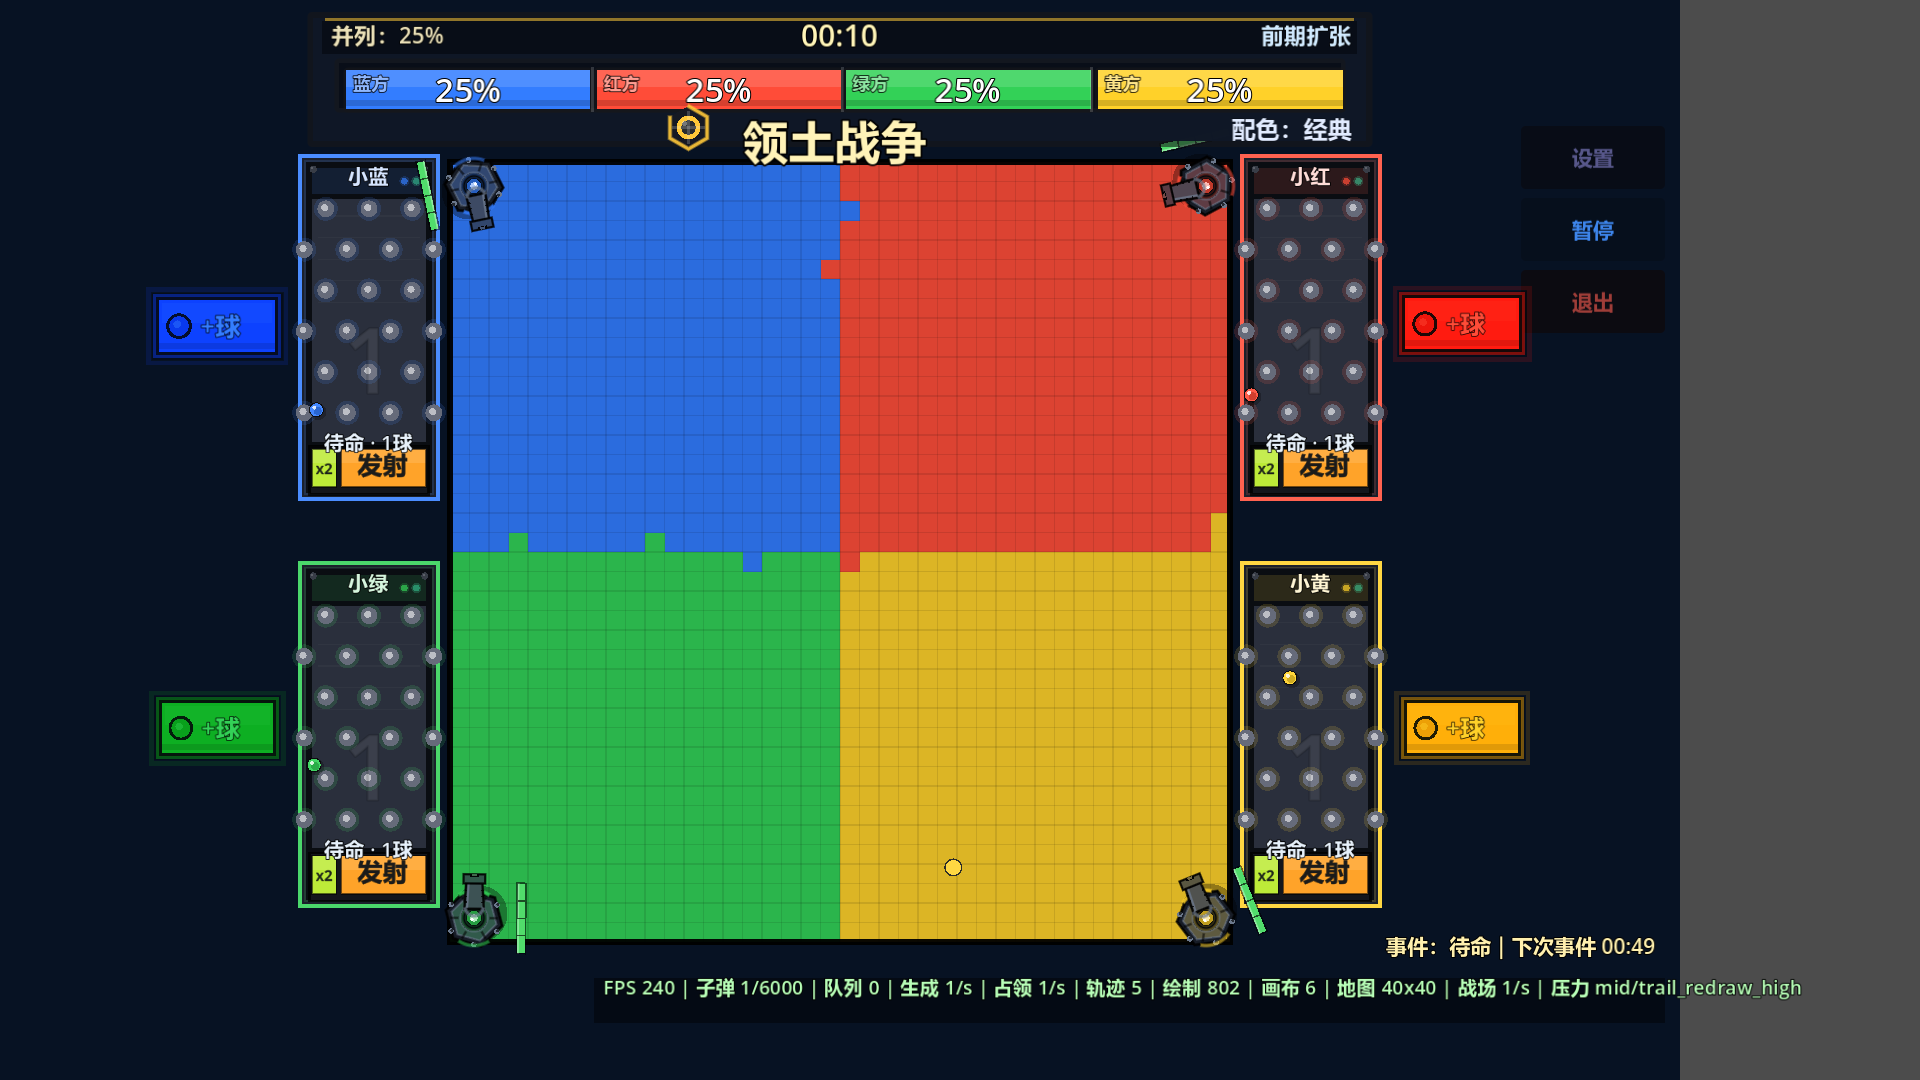 并列：25%
00:10
前期扩张
蓝方 25%
红方 25%
绿方 25%
黄方 25%
领土战争
配色：经典
设置
暂停
退出
小蓝
1
待命 · 1球
x2 发射
+球
小红
1
待命 · 1球
x2 发射
+球
小绿
1
待命 · 1球
x2 发射
+球
小黄
1
待命 · 1球
x2 发射
+球
事件：待命 | 下次事件 00:49
FPS 240 | 子弹 1/6000 | 队列 0 | 生成 1/s | 占领 1/s | 轨迹 5 | 绘制 802 | 画布 6 | 地图 40x40 | 战场 1/s | 压力 mid/trail_redraw_high